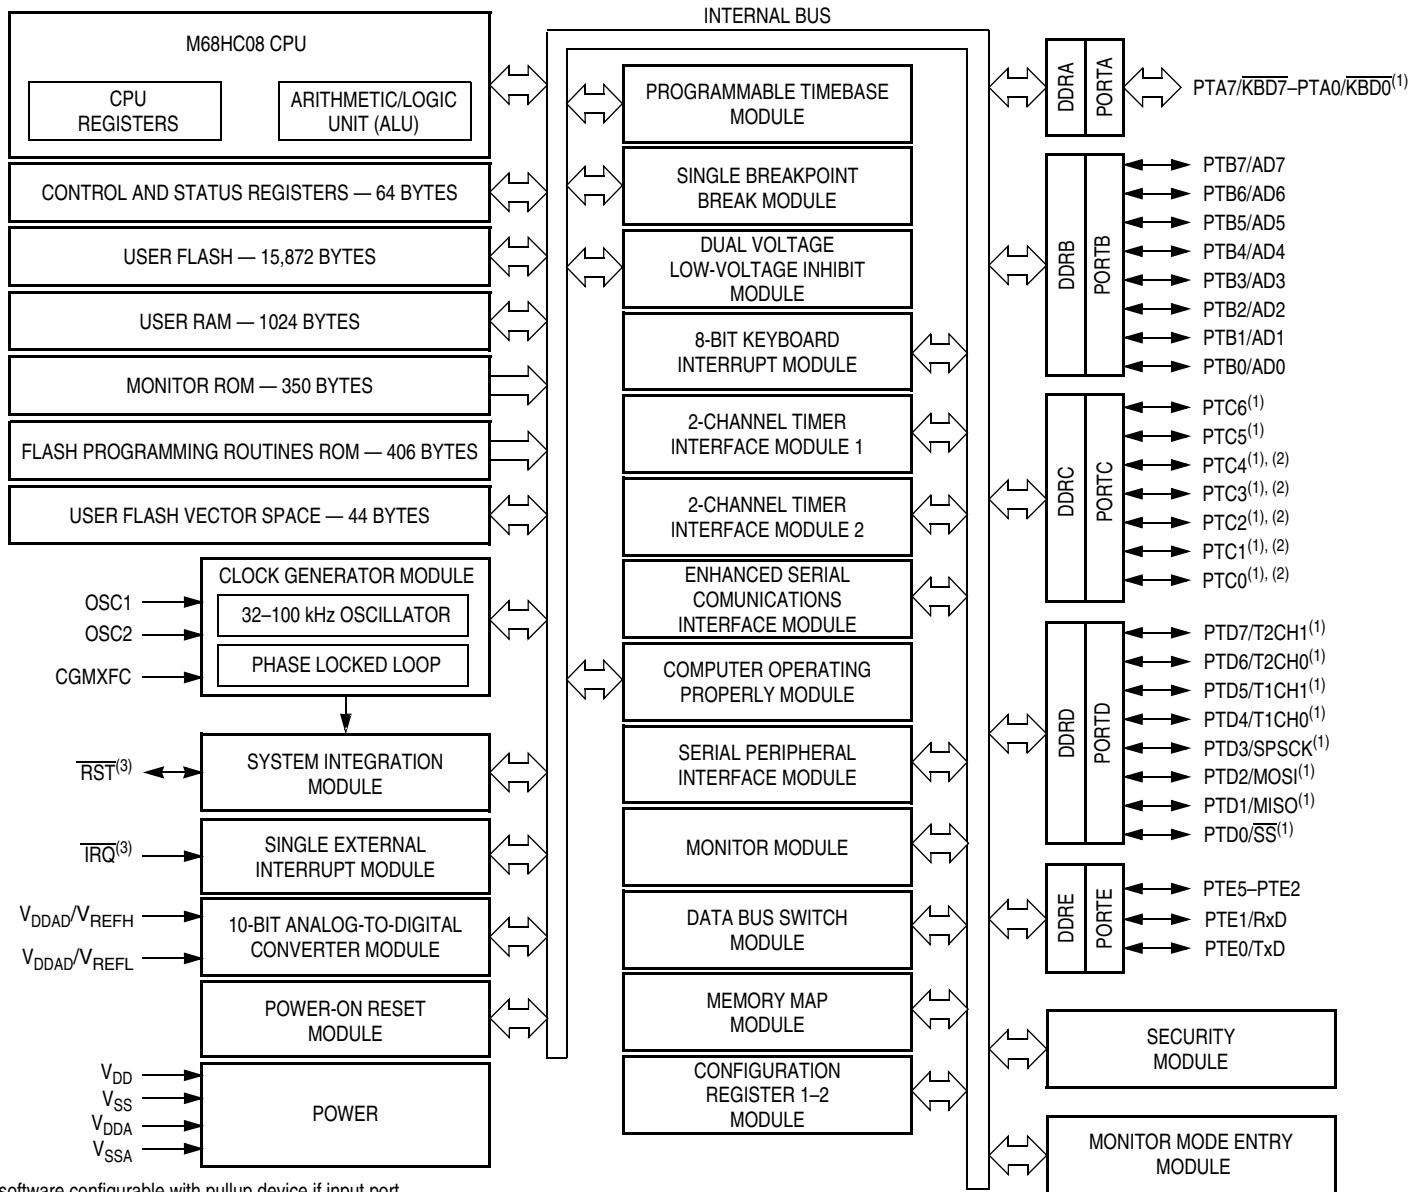 INTERNAL BUS
M68HC08 CPU
CPU
REGISTERS
ARITHMETIC/LOGIC
UNIT (ALU)
CONTROL AND STATUS REGISTERS — 64 BYTES
USER FLASH — 15,872 BYTES
USER RAM — 1024 BYTES
MONITOR ROM — 350 BYTES
FLASH PROGRAMMING ROUTINES ROM — 406 BYTES
USER FLASH VECTOR SPACE — 44 BYTES
CLOCK GENERATOR MODULE
32–100 kHz OSCILLATOR
PHASE LOCKED LOOP
OSC1
OSC2
CGMXFC
SYSTEM INTEGRATION
MODULE
RST(3)
SINGLE EXTERNAL
INTERRUPT MODULE
IRQ(3)
10-BIT ANALOG-TO-DIGITAL
CONVERTER MODULE
VDDAD/VREFH
VDDAD/VREFL
POWER-ON RESET
MODULE
POWER
VDD
VSS
VDDA
VSSA
PROGRAMMABLE TIMEBASE
MODULE
SINGLE BREAKPOINT
BREAK MODULE
DUAL VOLTAGE
LOW-VOLTAGE INHIBIT
MODULE
8-BIT KEYBOARD
INTERRUPT MODULE
2-CHANNEL TIMER
INTERFACE MODULE 1
2-CHANNEL TIMER
INTERFACE MODULE 2
ENHANCED SERIAL
COMUNICATIONS
INTERFACE MODULE
COMPUTER OPERATING
PROPERLY MODULE
SERIAL PERIPHERAL
INTERFACE MODULE
MONITOR MODULE
DATA BUS SWITCH
MODULE
MEMORY MAP
MODULE
CONFIGURATION
REGISTER 1–2
MODULE
DDRA
PORTA
PTA7/KBD7–PTA0/KBD0(1)
DDRB
PORTB
PTB7/AD7
PTB6/AD6
PTB5/AD5
PTB4/AD4
PTB3/AD3
PTB2/AD2
PTB1/AD1
PTB0/AD0
DDRC
PORTC
PTC6(1)
PTC5(1)
PTC4(1), (2)
PTC3(1), (2)
PTC2(1), (2)
PTC1(1), (2)
PTC0(1), (2)
DDRD
PORTD
PTD7/T2CH1(1)
PTD6/T2CH0(1)
PTD5/T1CH1(1)
PTD4/T1CH0(1)
PTD3/SPSCK(1)
PTD2/MOSI(1)
PTD1/MISO(1)
PTD0/SS(1)
DDRE
PORTE
PTE5–PTE2
PTE1/RxD
PTE0/TxD
SECURITY
MODULE
MONITOR MODE ENTRY
MODULE
software configurable with pullup device if input port